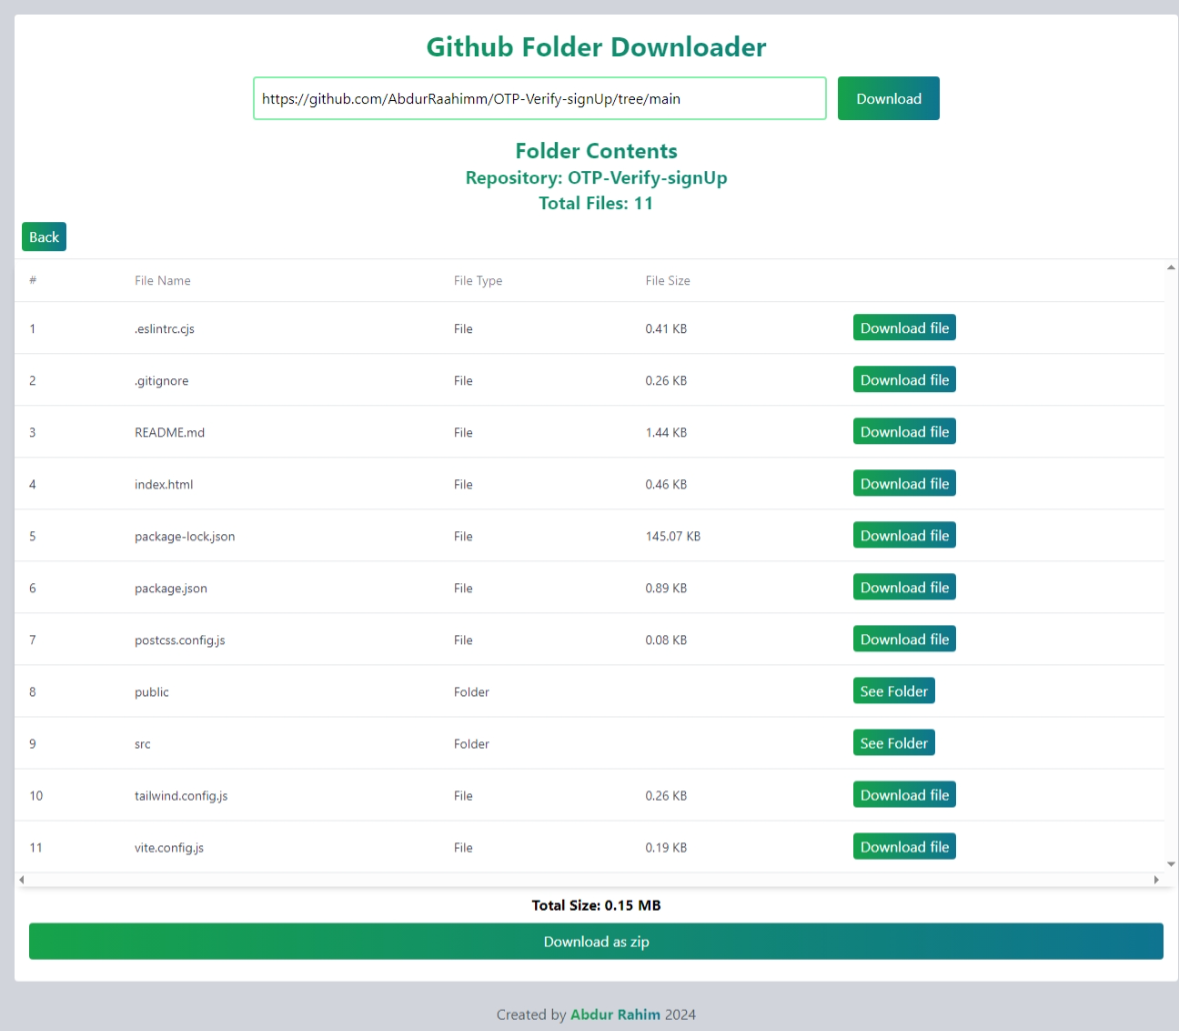 Github Folder Downloader
https://github.com/AbdurRaahimm/OTP-Verify-signUp/tree/main Download
Folder Contents
Repository: OTP-Verify-signUp
Total Files: 11
Back
# File Name File Type File Size
1 .eslintrc.cjs File 0.41 KB Download file
2 .gitignore File 0.26 KB Download file
3 README.md File 1.44 KB Download file
4 index.html File 0.46 KB Download file
5 package-lock.json File 145.07 KB Download file
6 package.json File 0.89 KB Download file
7 postcss.config.js File 0.08 KB Download file
8 public Folder See Folder
9 src Folder See Folder
10 tailwind.config.js File 0.26 KB Download file
11 vite.config.js File 0.19 KB Download file
Total Size: 0.15 MB
Download as zip
Created by Abdur Rahim 2024